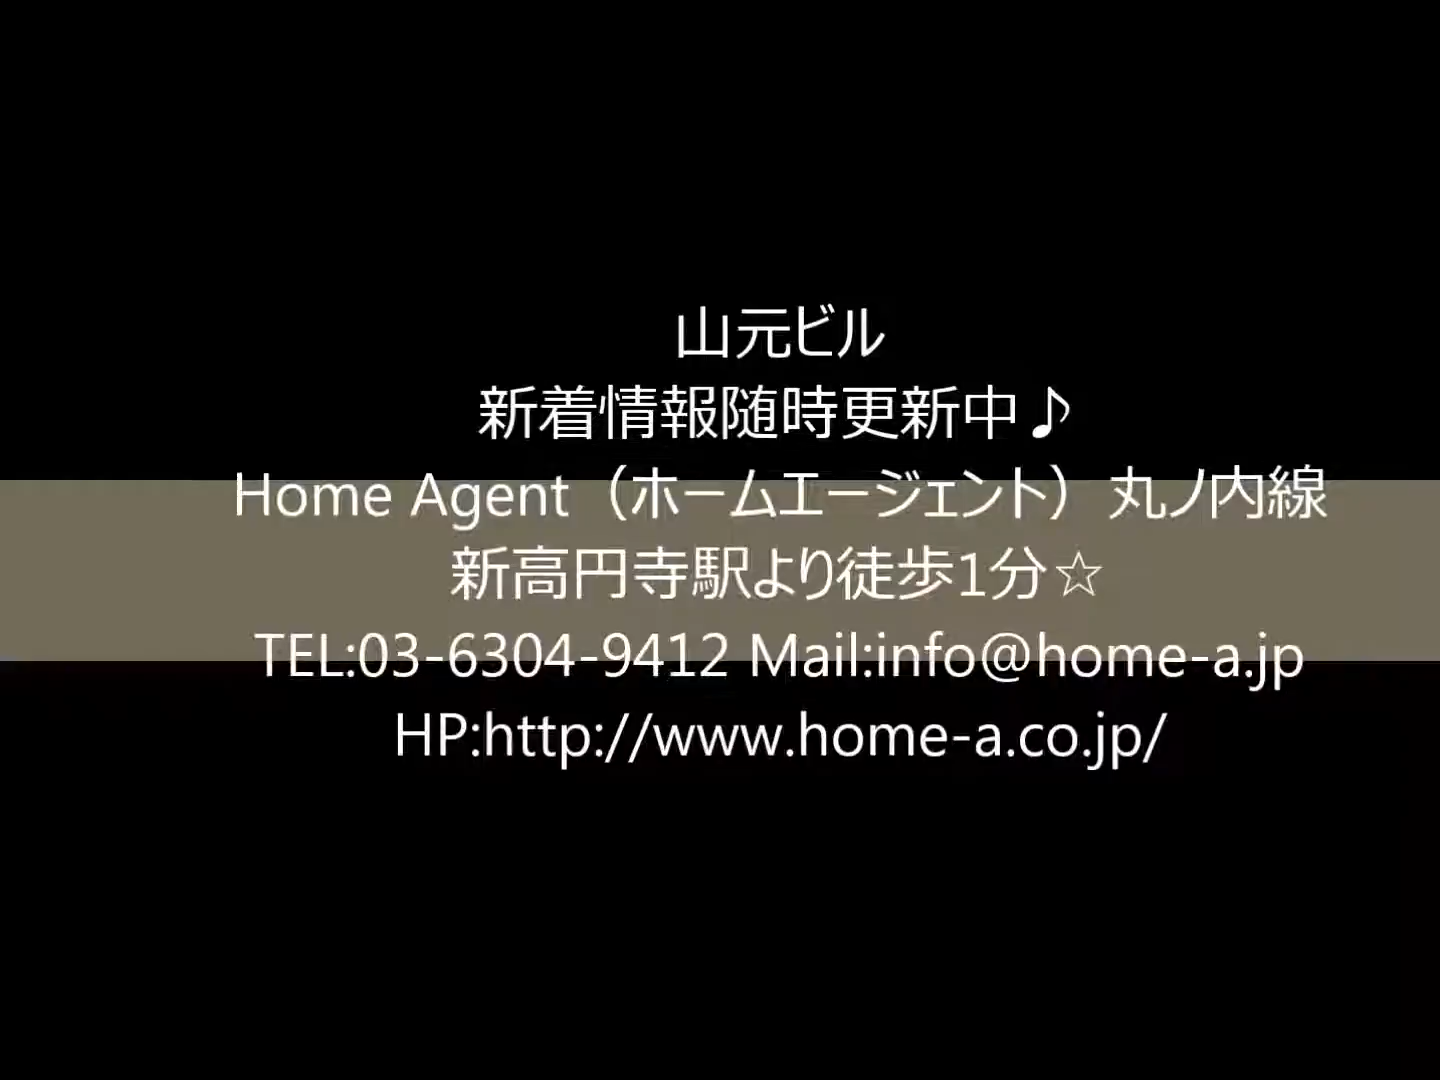 山元ビル
新着情報随時更新中♪
Home Agent（ホームエージェント）丸ノ内線
新高円寺駅より徒歩1分☆
TEL:03-6304-9412 Mail:info@home-a.jp
HP:http://www.home-a.co.jp/